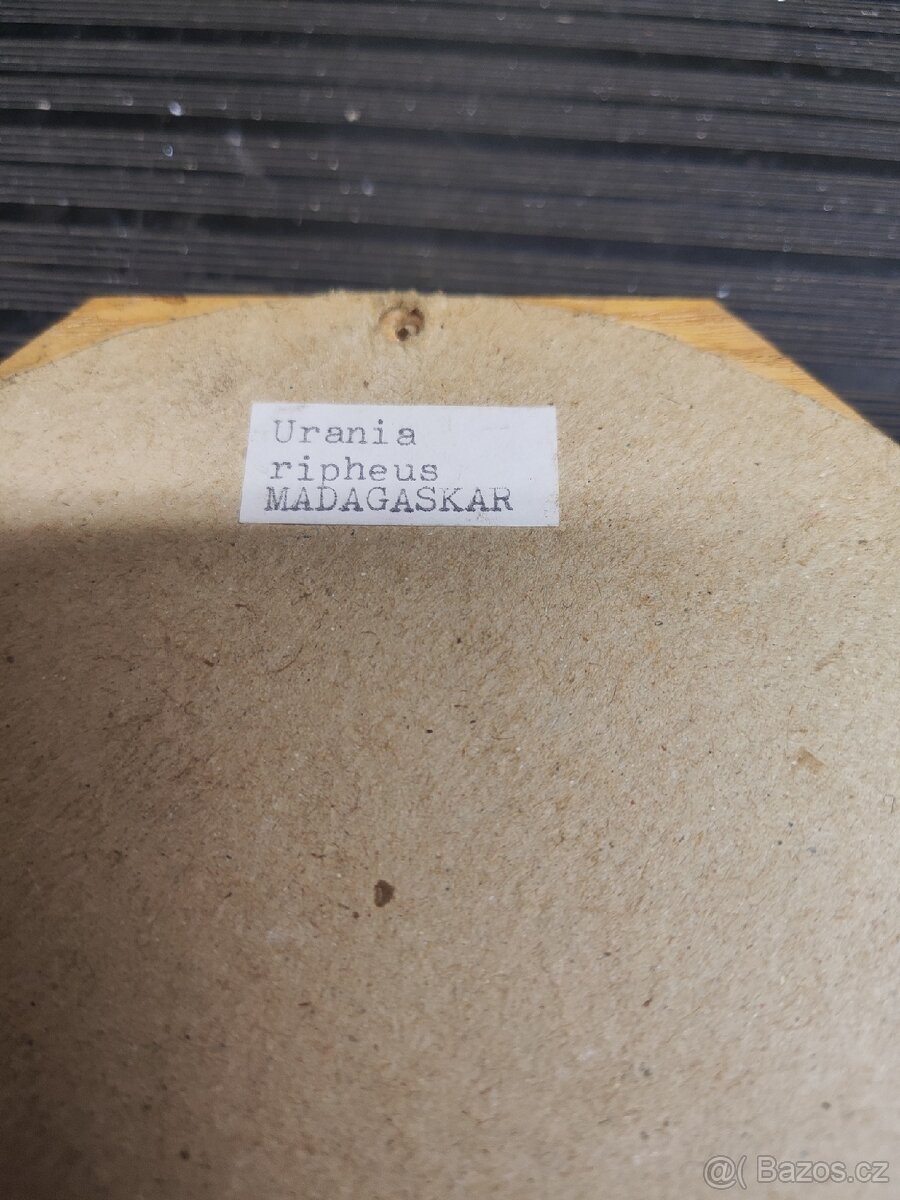 Urania
ripheus
MADAGASKAR
@( Bazos.cz